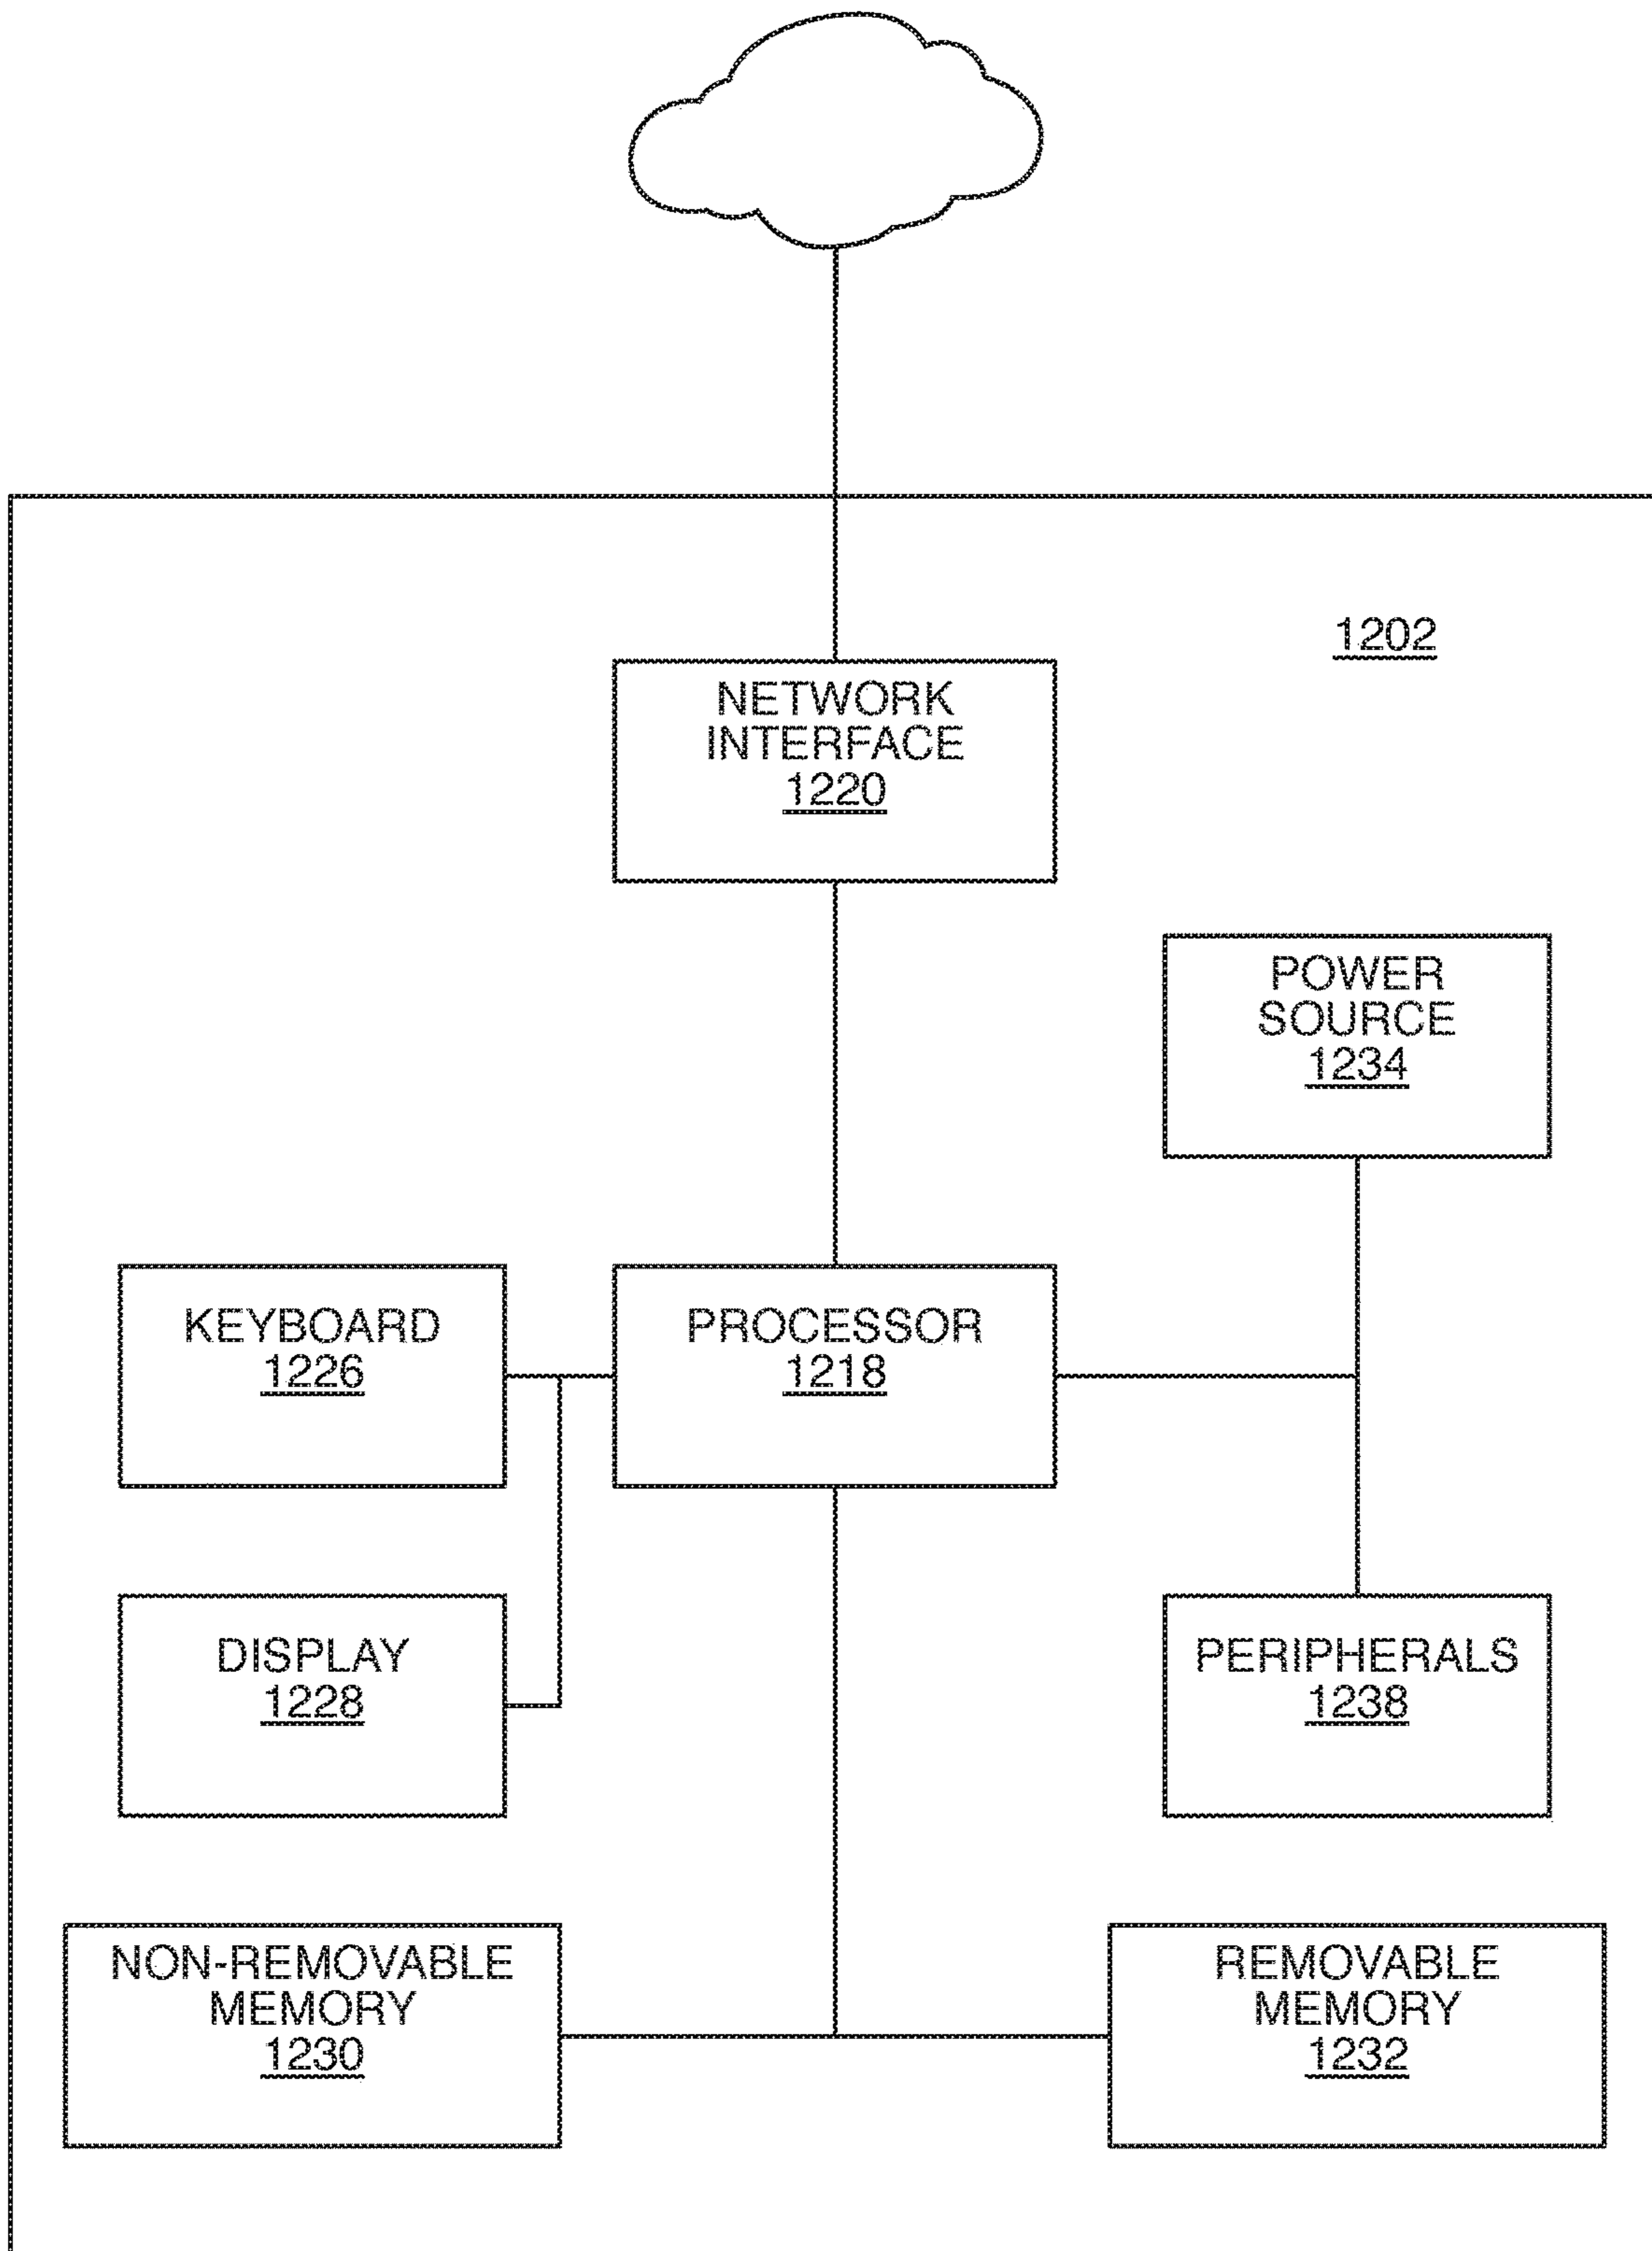 1202
NETWORK
INTERFACE
1220
POWER
SOURCE
1234
KEYBOARD
1226
PROCESSOR
1218
DISPLAY
1228
PERIPHERALS
1238
NON-REMOVABLE
MEMORY
1230
REMOVABLE
MEMORY
1232